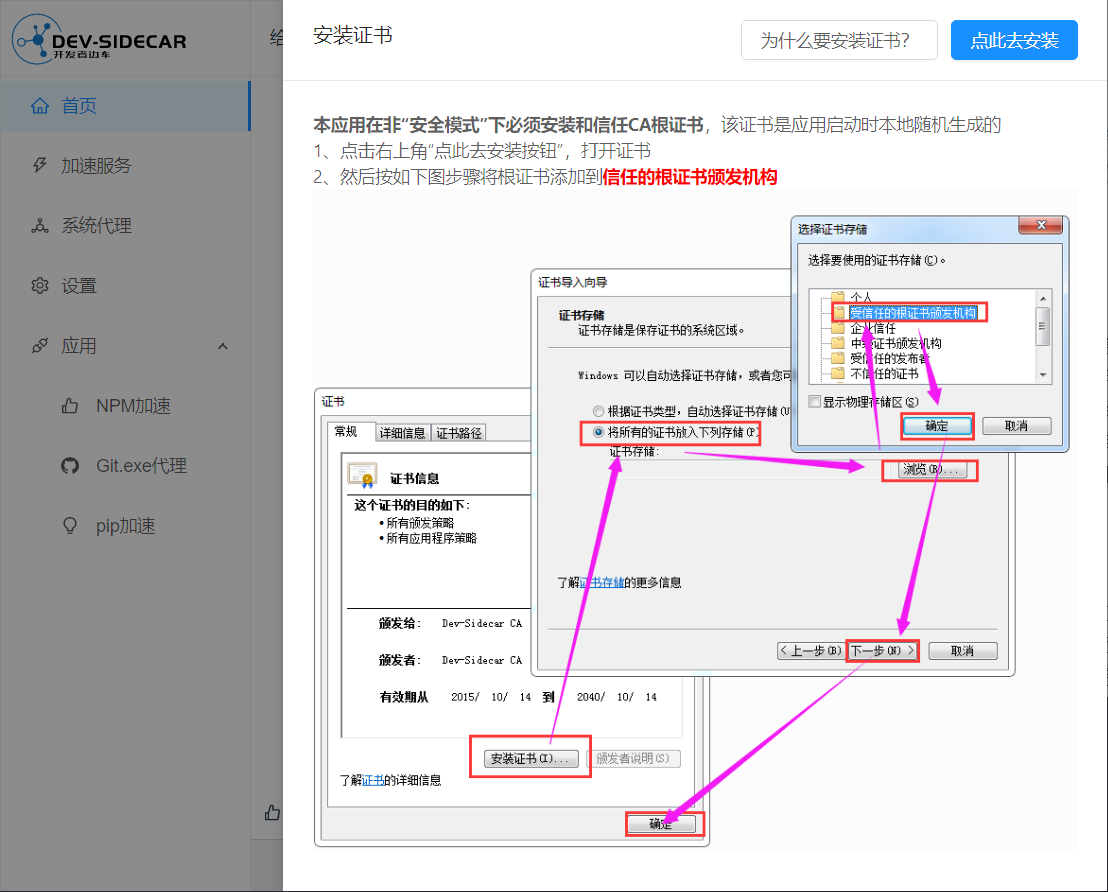 DEV-SIDECAR
开发者边车
首页
加速服务
系统代理
设置
应用
NPM加速
Git.exe代理
pip加速
给
安装证书
为什么要安装证书？
点此去安装
本应用在非“安全模式”下必须安装和信任CA根证书，该证书是应用启动时本地随机生成的
1、点击右上角“点此去安装按钮”，打开证书
2、然后按如下图步骤将根证书添加到信任的根证书颁发机构
选择证书存储
选择要使用的证书存储(C)。
个人
受信任的根证书颁发机构
企业信任
中级证书颁发机构
受信任的发布者
不信任的证书
显示物理存储区(S)
确定
取消
证书导入向导
证书存储
证书存储是保存证书的系统区域。
Windows 可以自动选择证书存储，或者您可
根据证书类型，自动选择证书存储(U
将所有的证书放入下列存储(P)
证书存储:
浏览(R)...
了解证书存储的更多信息
< 上一步(B)
下一步(N) >
取消
证书
常规
详细信息
证书路径
证书信息
这个证书的目的如下:
•所有颁发策略
•所有应用程序策略
颁发给: Dev-Sidecar CA
颁发者: Dev-Sidecar CA
有效期从 2015/ 10/ 14 到 2040/ 10/ 14
安装证书(I)...
颁发者说明(S)
了解证书的详细信息
确定